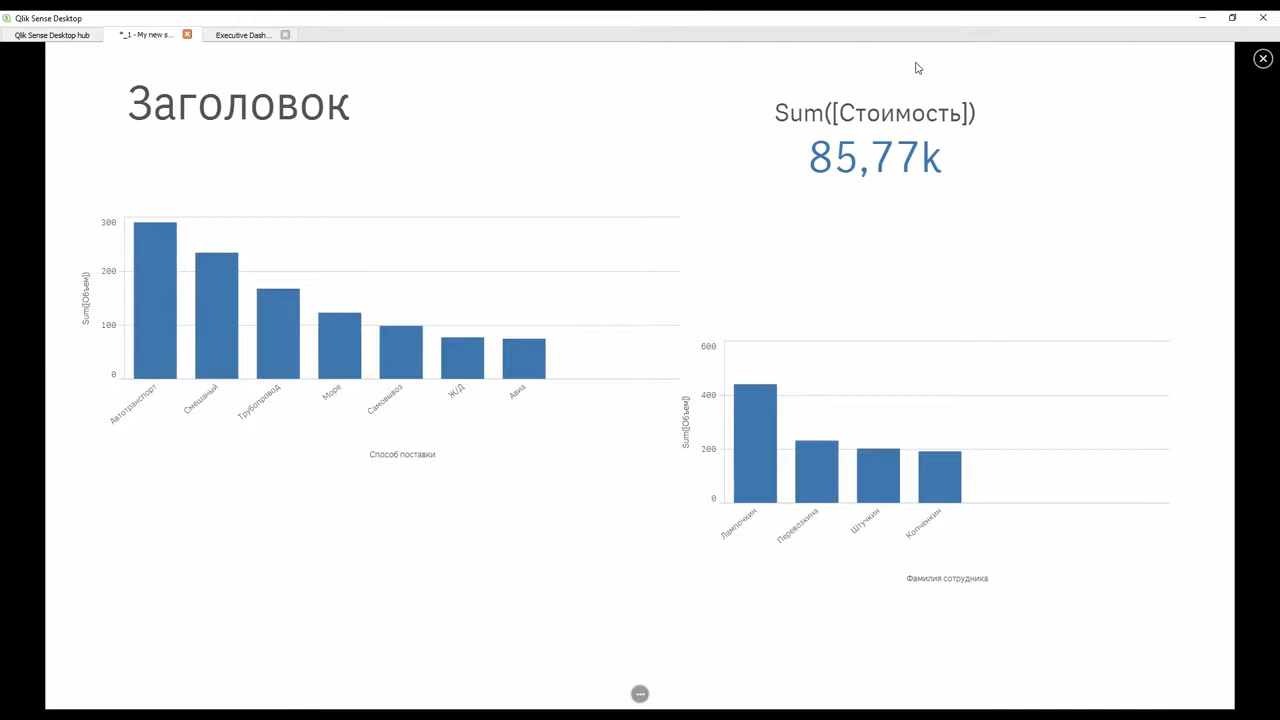 Qlik Sense Desktop
Qlik Sense Desktop hub
*_1 - My new s...
Executive Dash...
Заголовок
Sum([Стоимость])
85,77k
300
200
100
0
Sum([Объем])
Автотранспорт
Смешаный
Трубопровод
Море
Самовывоз
Ж/Д
Авиа
Способ поставки
600
400
200
0
Sum([Объем])
Лампочкин
Перевозкина
Штучкин
Копченкин
Фамилия сотрудника